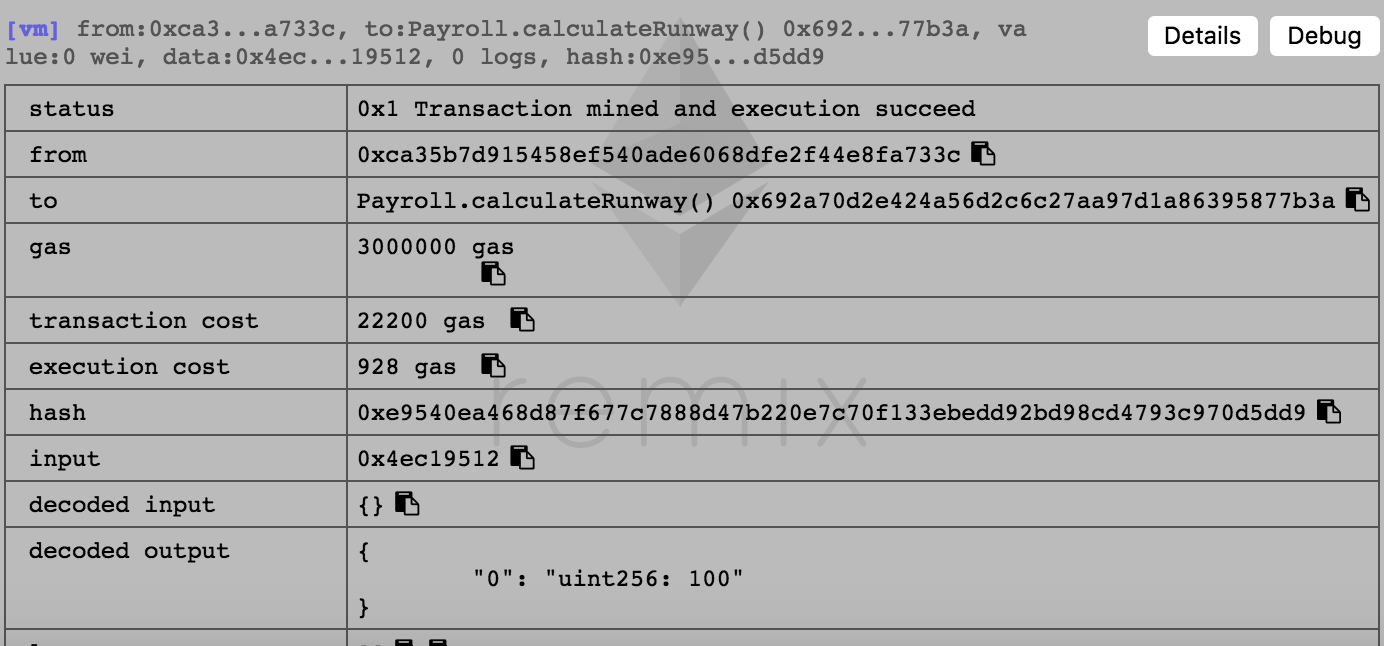 [vm] from:0xca3...a733c, to:Payroll.calculateRunway() 0x692...77b3a, va
lue:0 wei, data:0x4ec...19512, 0 logs, hash:0xe95...d5dd9
Details Debug
status 0x1 Transaction mined and execution succeed
from 0xca35b7d915458ef540ade6068dfe2f44e8fa733c
to Payroll.calculateRunway() 0x692a70d2e424a56d2c6c27aa97d1a86395877b3a
gas 3000000 gas
transaction cost 22200 gas
execution cost 928 gas
remix
hash 0xe9540ea468d87f677c7888d47b220e7c70f133ebedd92bd98cd4793c970d5dd9
input 0x4ec19512
decoded input {}
decoded output {
"0": "uint256: 100"
}